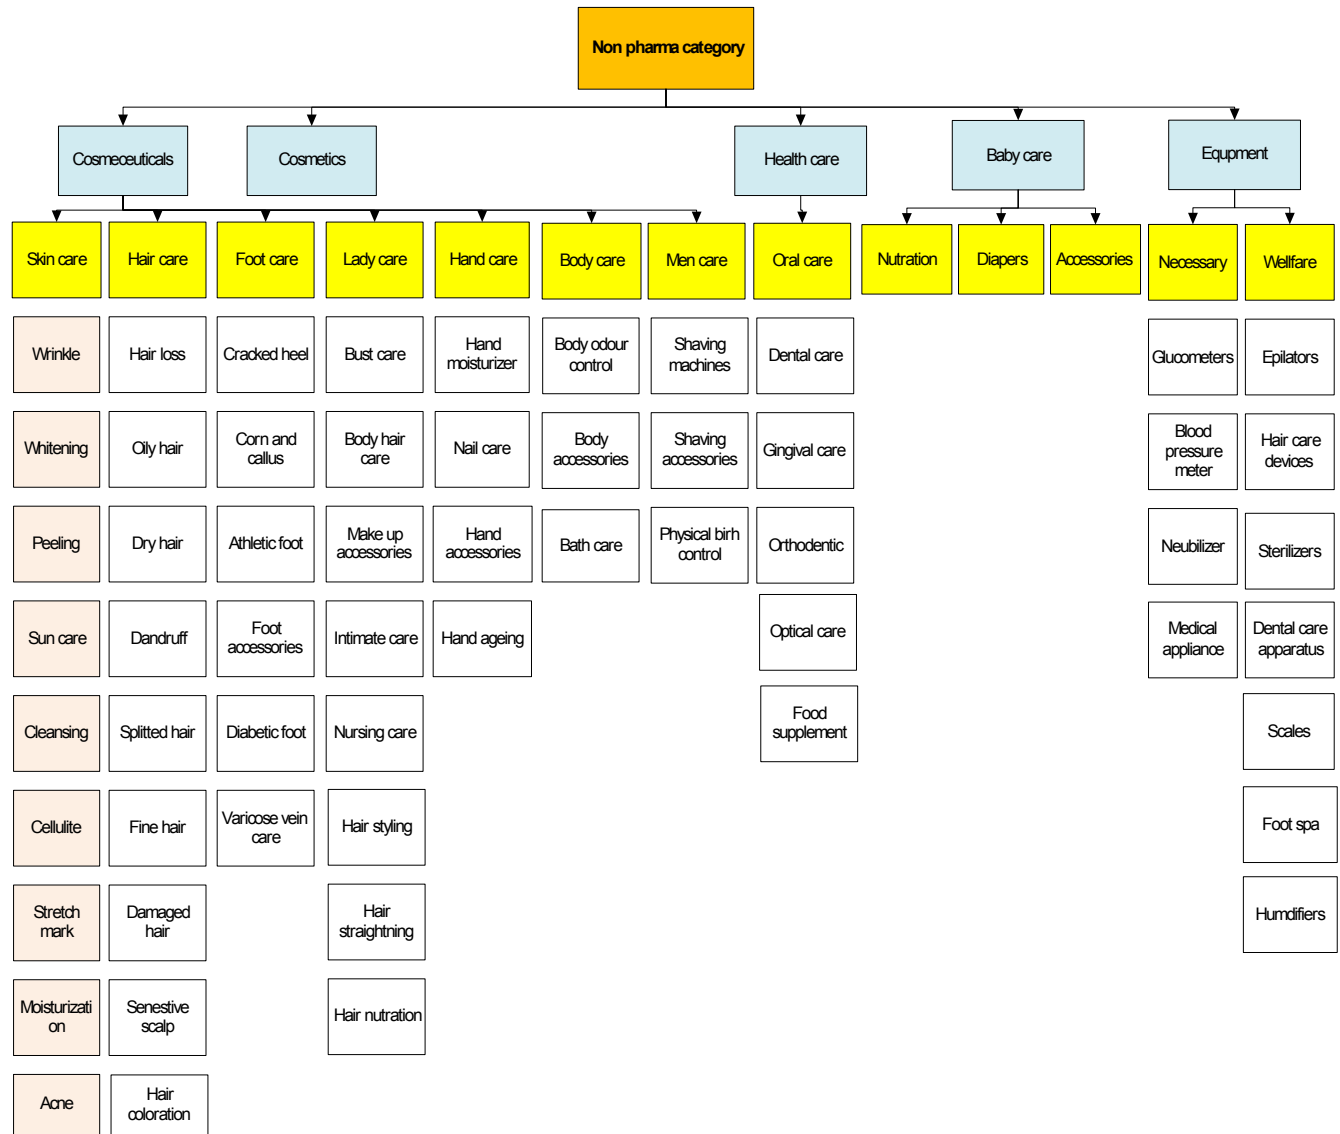 Non pharma category
Cosmeceuticals
Cosmetics
Health care
Baby care
Equpment
Skin care
Hair care
Foot care
Lady care
Hand care
Body care
Men care
Oral care
Nutration
Diapers
Accessories
Necessary
Wellfare
Wrinkle
Hair loss
Cracked heel
Bust care
Hand
moisturizer
Body odour
control
Shaving
machines
Dental care
Glucometers
Epilators
Whitening
Oily hair
Corn and
callus
Body hair
care
Nail care
Body
accessories
Shaving
accessories
Gingival care
Blood
pressure
meter
Hair care
devices
Peeling
Dry hair
Athletic foot
Make up
accessories
Hand
accessories
Bath care
Physical birh
control
Orthodentic
Neubilizer
Sterilizers
Sun care
Dandruff
Foot
accessories
Intimate care
Hand ageing
Optical care
Medical
appliance
Dental care
apparatus
Cleansing
Splitted hair
Diabetic foot
Nursing care
Food
supplement
Scales
Cellulite
Fine hair
Varicose vein
care
Hair styling
Foot spa
Stretch
mark
Damaged
hair
Hair
straightning
Humdifiers
Moisturizati
on
Senestive
scalp
Hair nutration
Acne
Hair
coloration